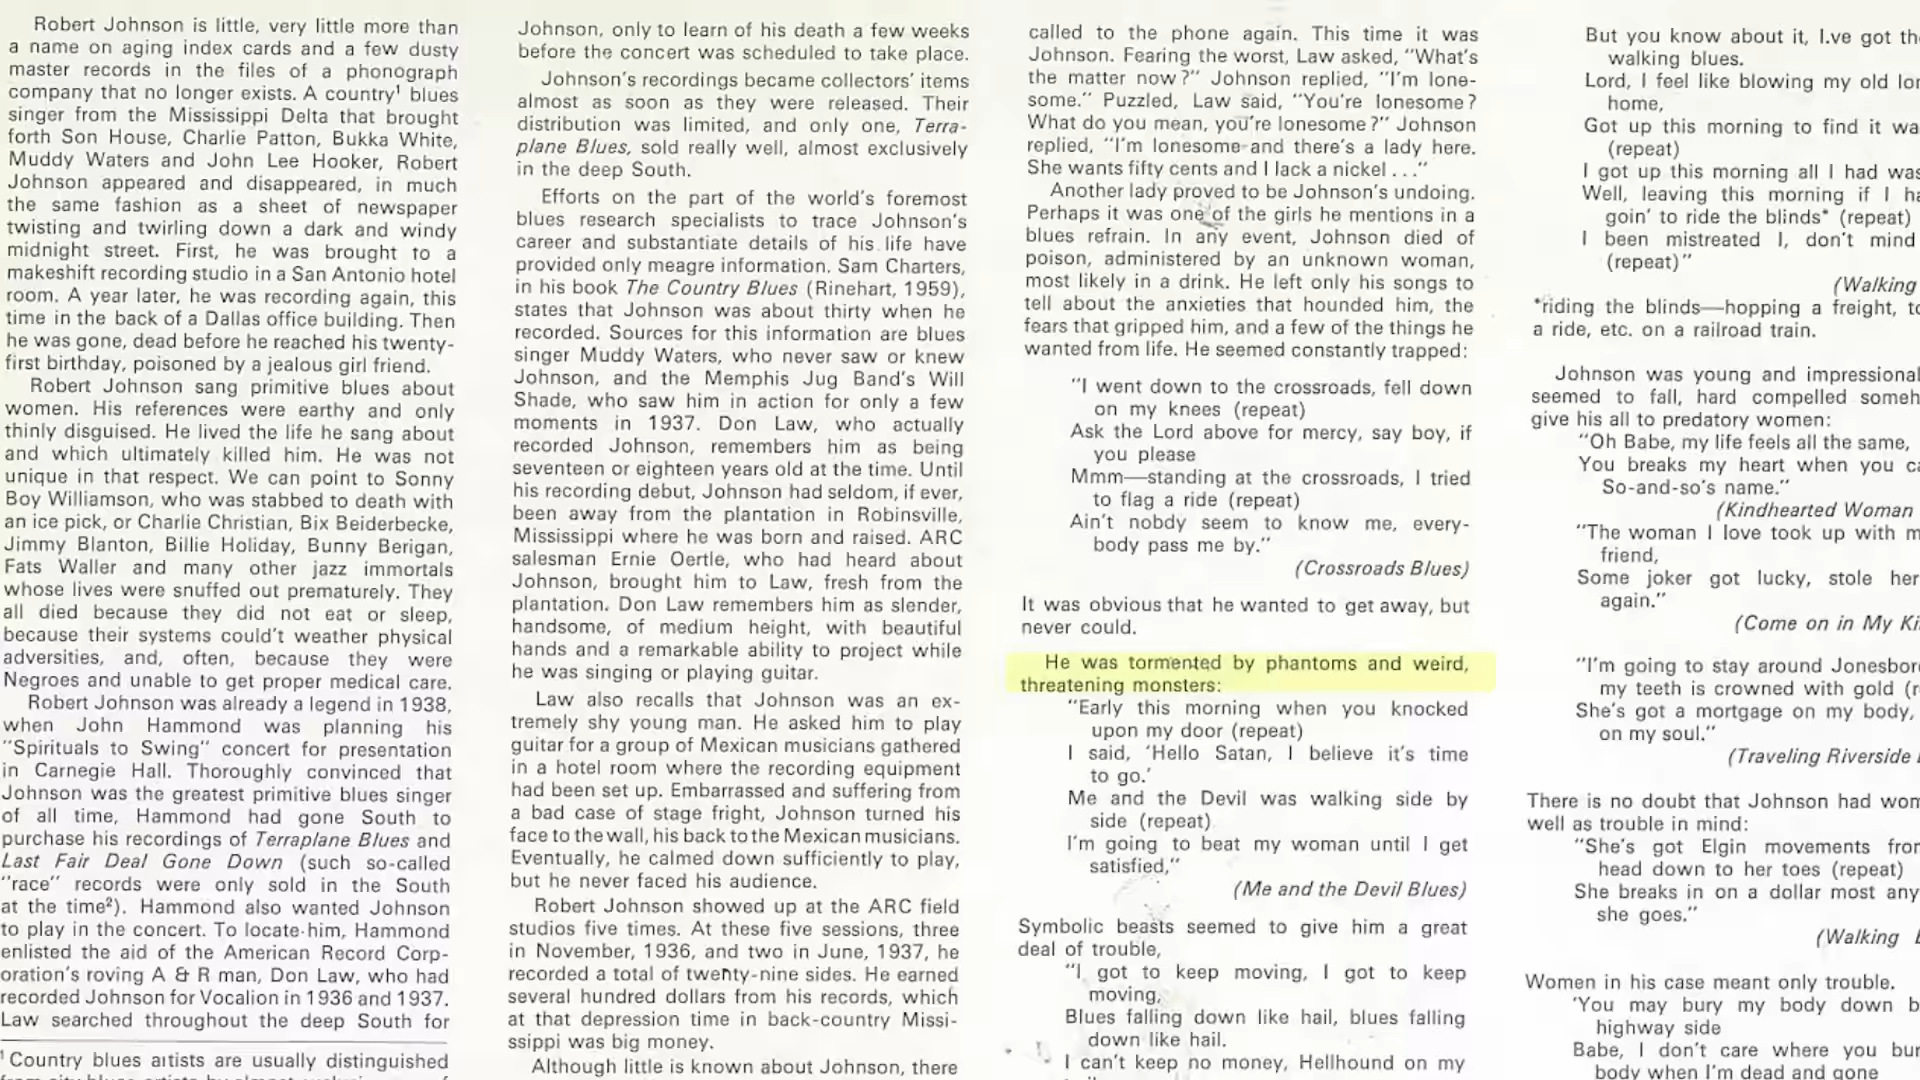 Robert Johnson is little, very little more than
a name on aging index cards and a few dusty
master records in the files of a phonograph
company that no longer exists. A country¹ blues
singer from the Mississippi Delta that brought
forth Son House, Charlie Patton, Bukka White,
Muddy Waters and John Lee Hooker, Robert
Johnson appeared and disappeared, in much
the same fashion as a sheet of newspaper
twisting and twirling down a dark and windy
midnight street. First, he was brought to a
makeshift recording studio in a San Antonio hotel
room. A year later, he was recording again, this
time in the back of a Dallas office building. Then
he was gone, dead before he reached his twenty-
first birthday, poisoned by a jealous girl friend.
Robert Johnson sang primitive blues about
women. His references were earthy and only
thinly disguised. He lived the life he sang about
and which ultimately killed him. He was not
unique in that respect. We can point to Sonny
Boy Williamson, who was stabbed to death with
an ice pick, or Charlie Christian, Bix Beiderbecke,
Jimmy Blanton, Billie Holiday, Bunny Berigan,
Fats Waller and many other jazz immortals
whose lives were snuffed out prematurely. They
all died because they did not eat or sleep,
because their systems could't weather physical
adversities, and, often, because they were
Negroes and unable to get proper medical care.
Robert Johnson was already a legend in 1938,
when John Hammond was planning his
"Spirituals to Swing" concert for presentation
in Carnegie Hall. Thoroughly convinced that
Johnson was the greatest primitive blues singer
of all time, Hammond had gone South to
purchase his recordings of Terraplane Blues and
Last Fair Deal Gone Down (such so-called
"race" records were only sold in the South
at the time²). Hammond also wanted Johnson
to play in the concert. To locate him, Hammond
enlisted the aid of the American Record Corp-
oration's roving A & R man, Don Law, who had
recorded Johnson for Vocalion in 1936 and 1937.
Law searched throughout the deep South for
¹Country blues artists are usually distinguished
Johnson, only to learn of his death a few weeks
before the concert was scheduled to take place.
Johnson's recordings became collectors' items
almost as soon as they were released. Their
distribution was limited, and only one, Terra-
plane Blues, sold really well, almost exclusively
in the deep South.
Efforts on the part of the world's foremost
blues research specialists to trace Johnson's
career and substantiate details of his life have
provided only meagre information. Sam Charters,
in his book The Country Blues (Rinehart, 1959),
states that Johnson was about thirty when he
recorded. Sources for this information are blues
singer Muddy Waters, who never saw or knew
Johnson, and the Memphis Jug Band's Will
Shade, who saw him in action for only a few
moments in 1937. Don Law, who actually
recorded Johnson, remembers him as being
seventeen or eighteen years old at the time. Until
his recording debut, Johnson had seldom, if ever,
been away from the plantation in Robinsville,
Mississippi where he was born and raised. ARC
salesman Ernie Oertle, who had heard about
Johnson, brought him to Law, fresh from the
plantation. Don Law remembers him as slender,
handsome, of medium height, with beautiful
hands and a remarkable ability to project while
he was singing or playing guitar.
Law also recalls that Johnson was an ex-
tremely shy young man. He asked him to play
guitar for a group of Mexican musicians gathered
in a hotel room where the recording equipment
had been set up. Embarrassed and suffering from
a bad case of stage fright, Johnson turned his
face to the wall, his back to the Mexican musicians.
Eventually, he calmed down sufficiently to play,
but he never faced his audience.
Robert Johnson showed up at the ARC field
studios five times. At these five sessions, three
in November, 1936, and two in June, 1937, he
recorded a total of twenty-nine sides. He earned
several hundred dollars from his records, which
at that depression time in back-country Missi-
ssippi was big money.
Although little is known about Johnson, there
called to the phone again. This time it was
Johnson. Fearing the worst, Law asked, "What's
the matter now?" Johnson replied, "I'm lone-
some." Puzzled, Law said, "You're lonesome?
What do you mean, you're lonesome?" Johnson
replied, "I'm lonesome and there's a lady here.
She wants fifty cents and I lack a nickel . . ."
Another lady proved to be Johnson's undoing.
Perhaps it was one of the girls he mentions in a
blues refrain. In any event, Johnson died of
poison, administered by an unknown woman,
most likely in a drink. He left only his songs to
tell about the anxieties that hounded him, the
fears that gripped him, and a few of the things he
wanted from life. He seemed constantly trapped:
"I went down to the crossroads, fell down
on my knees (repeat)
Ask the Lord above for mercy, say boy, if
you please
Mmm—standing at the crossroads, I tried
to flag a ride (repeat)
Ain't nobdy seem to know me, every-
body pass me by."
(Crossroads Blues)
It was obvious that he wanted to get away, but
never could.
He was tormented by phantoms and weird,
threatening monsters:
"Early this morning when you knocked
upon my door (repeat)
I said, 'Hello Satan, I believe it's time
to go.'
Me and the Devil was walking side by
side (repeat)
I'm going to beat my woman until I get
satisfied,"
(Me and the Devil Blues)
Symbolic beasts seemed to give him a great
deal of trouble,
"I got to keep moving, I got to keep
moving,
Blues falling down like hail, blues falling
down like hail.
I can't keep no money, Hellhound on my
But you know about it, I.ve got
walking blues.
Lord, I feel like blowing my old
home,
Got up this morning to find it
(repeat)
I got up this morning all I had
Well, leaving this morning if I
goin' to ride the blinds* (repeat)
I been mistreated I, don't mind
(repeat)"
(Walking
*riding the blinds—hopping a freight,
a ride, etc. on a railroad train.
Johnson was young and
seemed to fall, hard compelled
give his all to predatory women:
"Oh Babe, my life feels all the same,
You breaks my heart when you
So-and-so's name."
(Kindhearted Woman
"The woman I love took up with
friend,
Some joker got lucky, stole her
again."
(Come on in My
"I'm going to stay around
my teeth is crowned with gold
She's got a mortgage on my body,
on my soul."
(Traveling Riverside
There is no doubt that Johnson had
well as trouble in mind:
"She's got Elgin movements
head down to her toes (repeat)
She breaks in on a dollar most
she goes."
(Walking
Women in his case meant only trouble.
'You may bury my body down
highway side
Babe, I don't care where you
body when I'm dead and gone